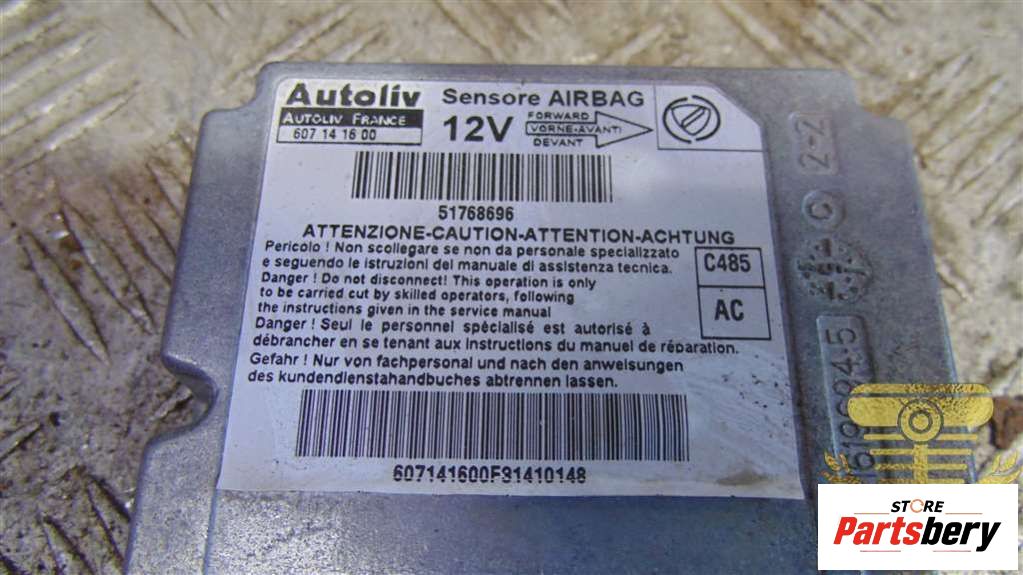 Autoliv
AUTOLIV FRANCE
607 14 16 00
Sensore AIRBAG
12V
FORWARD
VORNE-AVANTI
DEVANT
51768696
ATTENZIONE-CAUTION-ATTENTION-ACHTUNG
Pericolo ! Non scollegare se non da personale specializzato
e seguendo le istruzioni del manuale di assistenza tecnica.
Danger ! Do not disconnect! This operation is only
to be carried cut by skilled operators, following
the instructions given in the service manual
Danger ! Seul le personnel spécialisé est autorisé à
débrancher en se tenant aux instructions du manuel de réparation.
Gefahr ! Nur von fachpersonal und nach den anweisungen
des kundendienstahandbuches abtrennen lassen.
C485
AC
607141600F31410148
2-2
STORE
Partsbery